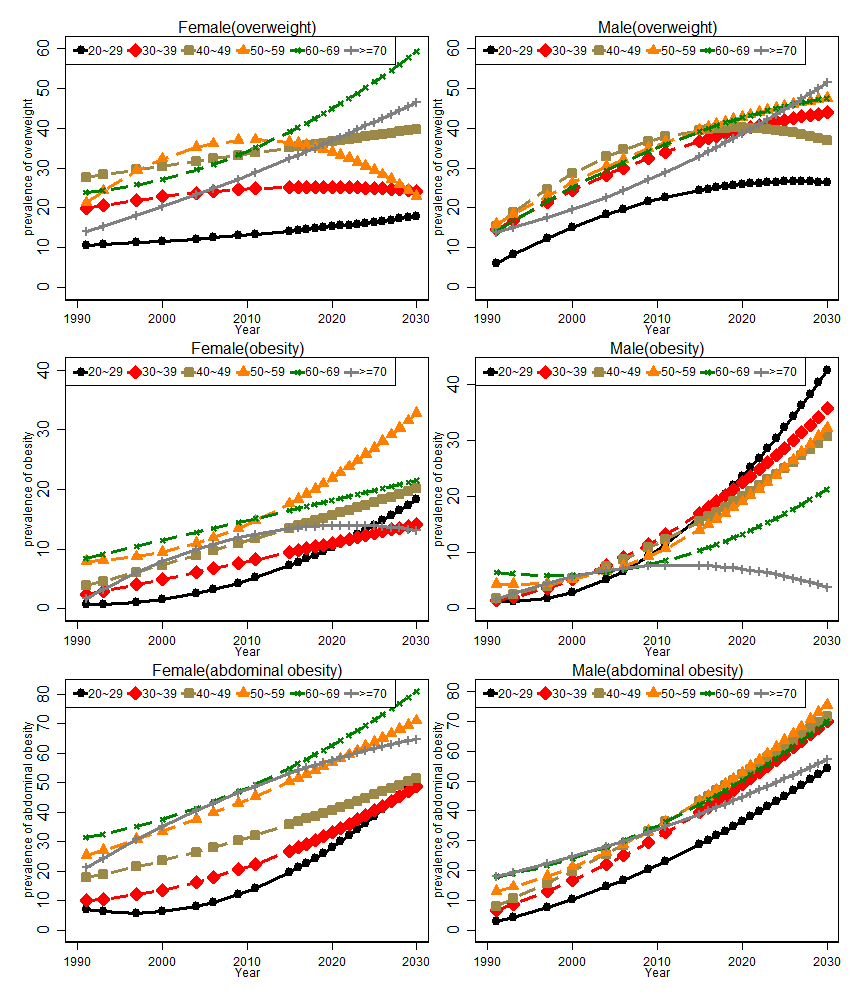 Female(overweight)
20~29 30~39 40~49 50~59 60~69 >=70
prevalence of overweight
60
50
40
30
20
10
0
1990 2000 2010 2020 2030
Year
Male(overweight)
20~29 30~39 40~49 50~59 60~69 >=70
prevalence of overweight
60
50
40
30
20
10
0
1990 2000 2010 2020 2030
Year
Female(obesity)
20~29 30~39 40~49 50~59 60~69 >=70
prevalence of obesity
40
30
20
10
0
1990 2000 2010 2020 2030
Year
Male(obesity)
20~29 30~39 40~49 50~59 60~69 >=70
prevalence of obesity
40
30
20
10
0
1990 2000 2010 2020 2030
Year
Female(abdominal obesity)
20~29 30~39 40~49 50~59 60~69 >=70
prevalence of abdominal obesity
80
70
60
50
40
30
20
10
0
1990 2000 2010 2020 2030
Year
Male(abdominal obesity)
20~29 30~39 40~49 50~59 60~69 >=70
prevalence of abdominal obesity
80
70
60
50
40
30
20
10
0
1990 2000 2010 2020 2030
Year